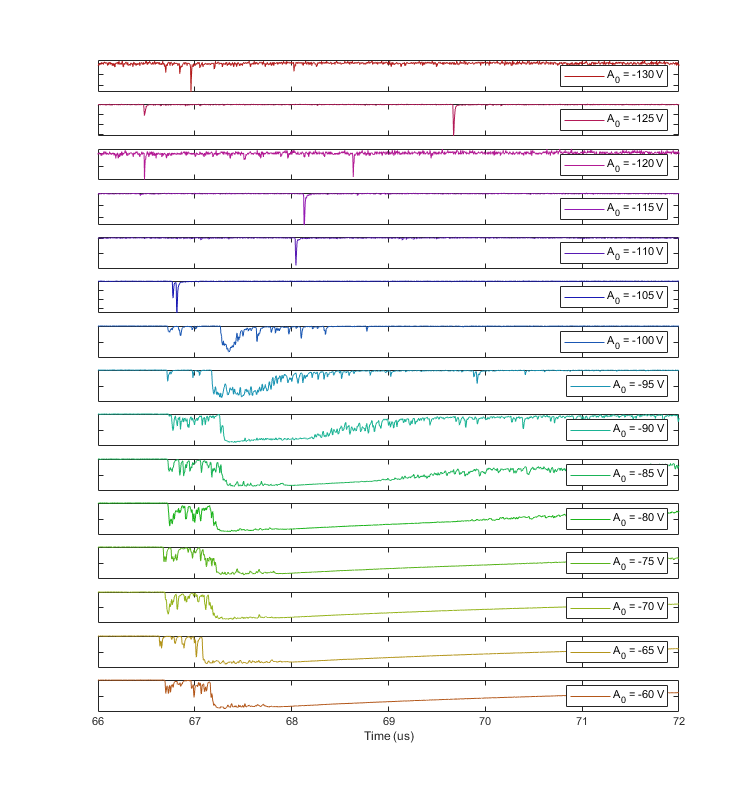 A0 = -130 V
A0 = -125 V
A0 = -120 V
A0 = -115 V
A0 = -110 V
A0 = -105 V
A0 = -100 V
A0 = -95 V
A0 = -90 V
A0 = -85 V
A0 = -80 V
A0 = -75 V
A0 = -70 V
A0 = -65 V
A0 = -60 V
66 67 68 69 70 71 72
Time (us)